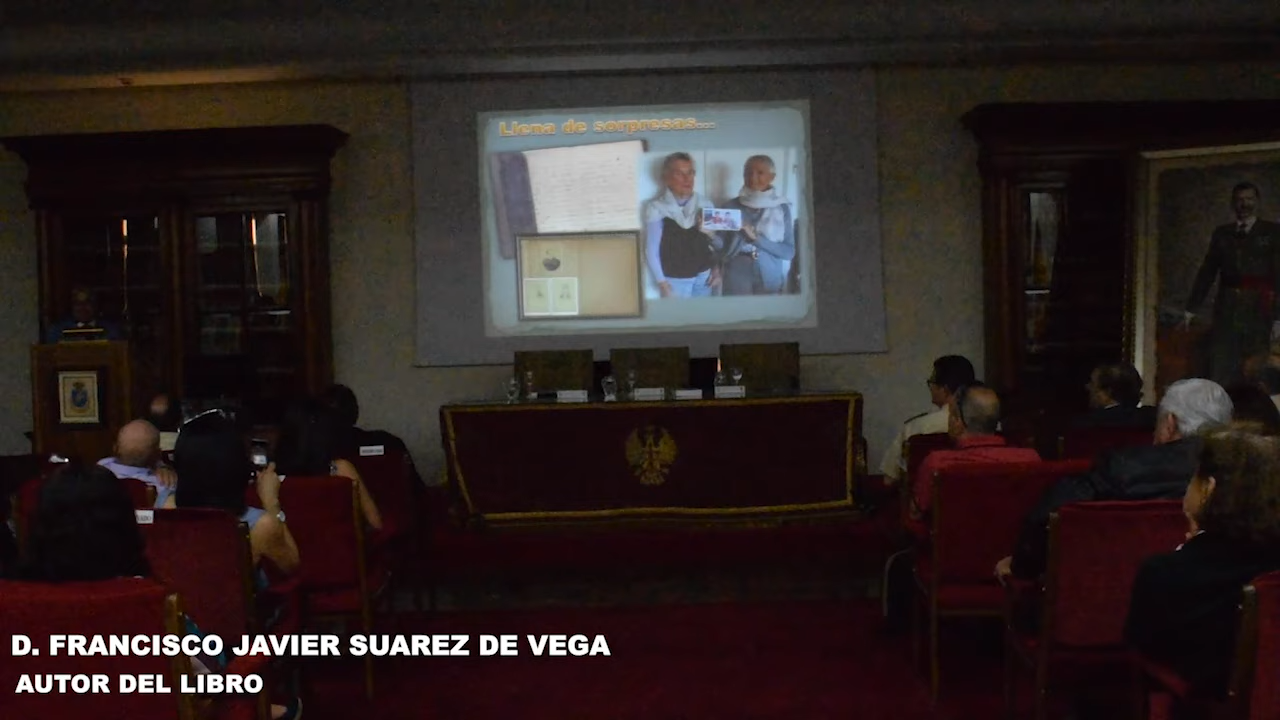 Llena de sorpresas...
D. FRANCISCO JAVIER SUAREZ DE VEGA
AUTOR DEL LIBRO